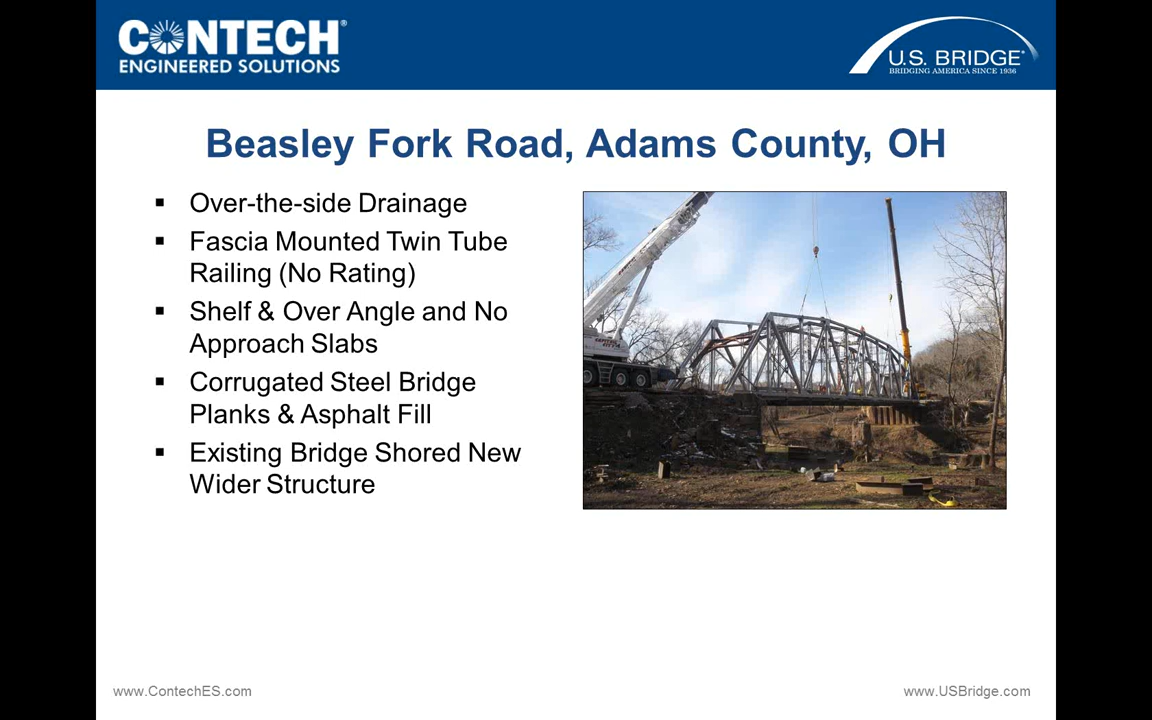 CONTECH®
ENGINEERED SOLUTIONS
U.S. BRIDGE®
BRIDGING AMERICA SINCE 1936
Beasley Fork Road, Adams County, OH
▪ Over-the-side Drainage
▪ Fascia Mounted Twin Tube
Railing (No Rating)
▪ Shelf & Over Angle and No
Approach Slabs
▪ Corrugated Steel Bridge
Planks & Asphalt Fill
▪ Existing Bridge Shored New
Wider Structure
www.ContechES.com
www.USBridge.com